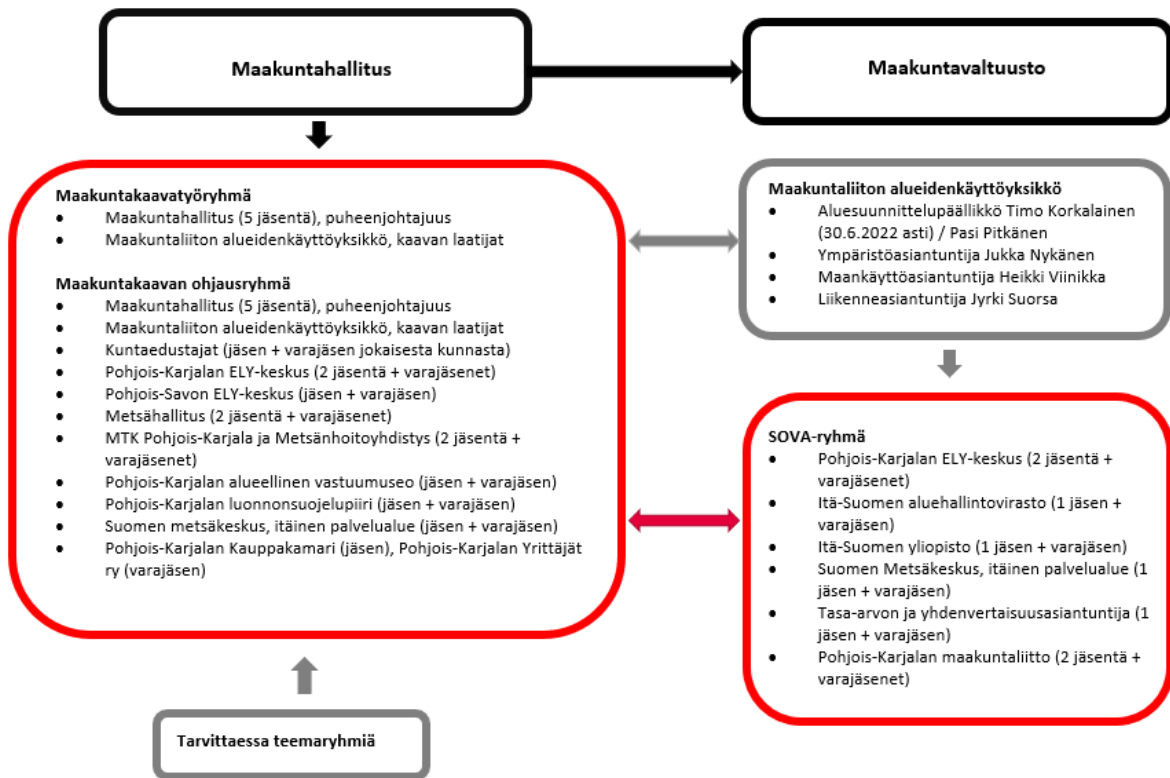 Maakuntahallitus
Maakuntavaltuusto
Maakuntakaavatyöryhmä
• Maakuntahallitus (5 jäsentä), puheenjohtajuus
• Maakuntaliiton alueidenkäyttöyksikkö, kaavan laatijat
Maakuntakaavan ohjausryhmä
• Maakuntahallitus (5 jäsentä), puheenjohtajuus
• Maakuntaliiton alueidenkäyttöyksikkö, kaavan laatijat
• Kuntaedustajat (jäsen + varajäsen jokaisesta kunnasta)
• Pohjois-Karjalan ELY-keskus (2 jäsentä + varajäsenet)
• Pohjois-Savon ELY-keskus (jäsen + varajäsen)
• Metsähallitus (2 jäsentä + varajäsenet)
• MTK Pohjois-Karjala ja Metsänhoitoyhdistys (2 jäsentä +
varajäsenet)
• Pohjois-Karjalan alueellinen vastuumuseo (jäsen + varajäsen)
• Pohjois-Karjalan luonnonsuojelupiiri (jäsen + varajäsen)
• Suomen metsäkeskus, itäinen palvelualue (jäsen + varajäsen)
• Pohjois-Karjalan Kauppakamari (jäsen), Pohjois-Karjalan Yrittäjät
ry (varajäsen)
Maakuntaliiton alueidenkäyttöyksikkö
• Aluesuunnittelupäällikkö Timo Korkalainen
(30.6.2022 asti) / Pasi Pitkänen
• Ympäristöasiantuntija Jukka Nykänen
• Maankäyttöasiantuntija Heikki Viinikka
• Liikenneasiantuntija Jyrki Suorsa
SOVA-ryhmä
• Pohjois-Karjalan ELY-keskus (2 jäsentä +
varajäsenet)
• Itä-Suomen aluehallintovirasto (1 jäsen +
varajäsen)
• Itä-Suomen yliopisto (1 jäsen + varajäsen)
• Suomen Metsäkeskus, itäinen palvelualue (1
jäsen + varajäsen)
• Tasa-arvon ja yhdenvertaisuusasiantuntija (1
jäsen + varajäsen)
• Pohjois-Karjalan maakuntaliitto (2 jäsentä +
varajäsenet)
Tarvittaessa teemaryhmiä